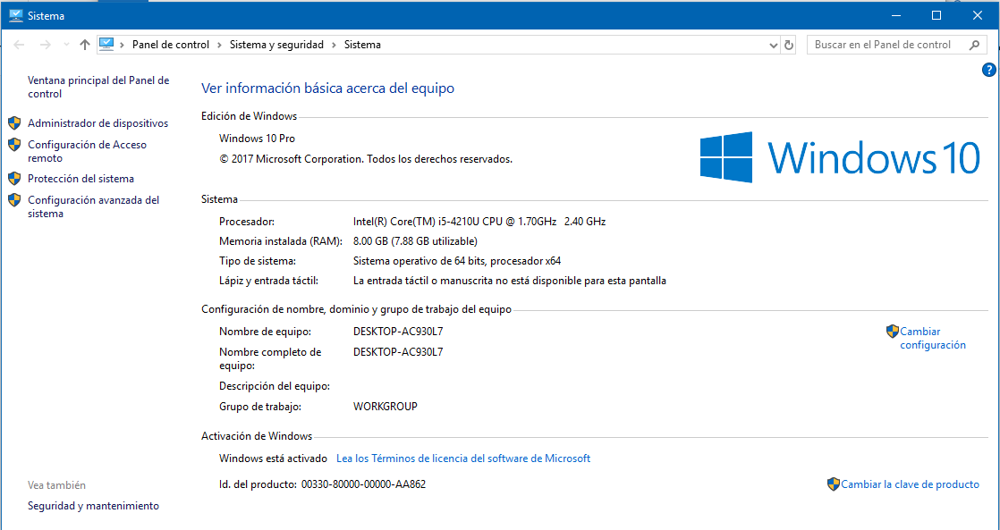 Sistema
Panel de control
Sistema y seguridad
Sistema
Buscar en el Panel de control
?
Ventana principal del Panel de
control
Administrador de dispositivos
Configuración de Acceso
remoto
Protección del sistema
Configuración avanzada del
sistema
Ver información básica acerca del equipo
Edición de Windows
Windows 10 Pro
© 2017 Microsoft Corporation. Todos los derechos reservados.
Windows 10
Sistema
Procesador: Intel(R) Core(TM) i5-4210U CPU @ 1.70GHz 2.40 GHz
Memoria instalada (RAM): 8.00 GB (7.88 GB utilizable)
Tipo de sistema: Sistema operativo de 64 bits, procesador x64
Lápiz y entrada táctil: La entrada táctil o manuscrita no está disponible para esta pantalla
Configuración de nombre, dominio y grupo de trabajo del equipo
Nombre de equipo: DESKTOP-AC930L7
Cambiar
configuración
Nombre completo de
equipo: DESKTOP-AC930L7
Descripción del equipo:
Grupo de trabajo: WORKGROUP
Activación de Windows
Windows está activado Lea los Términos de licencia del software de Microsoft
Id. del producto: 00330-80000-00000-AA862
Cambiar la clave de producto
Vea también
Seguridad y mantenimiento